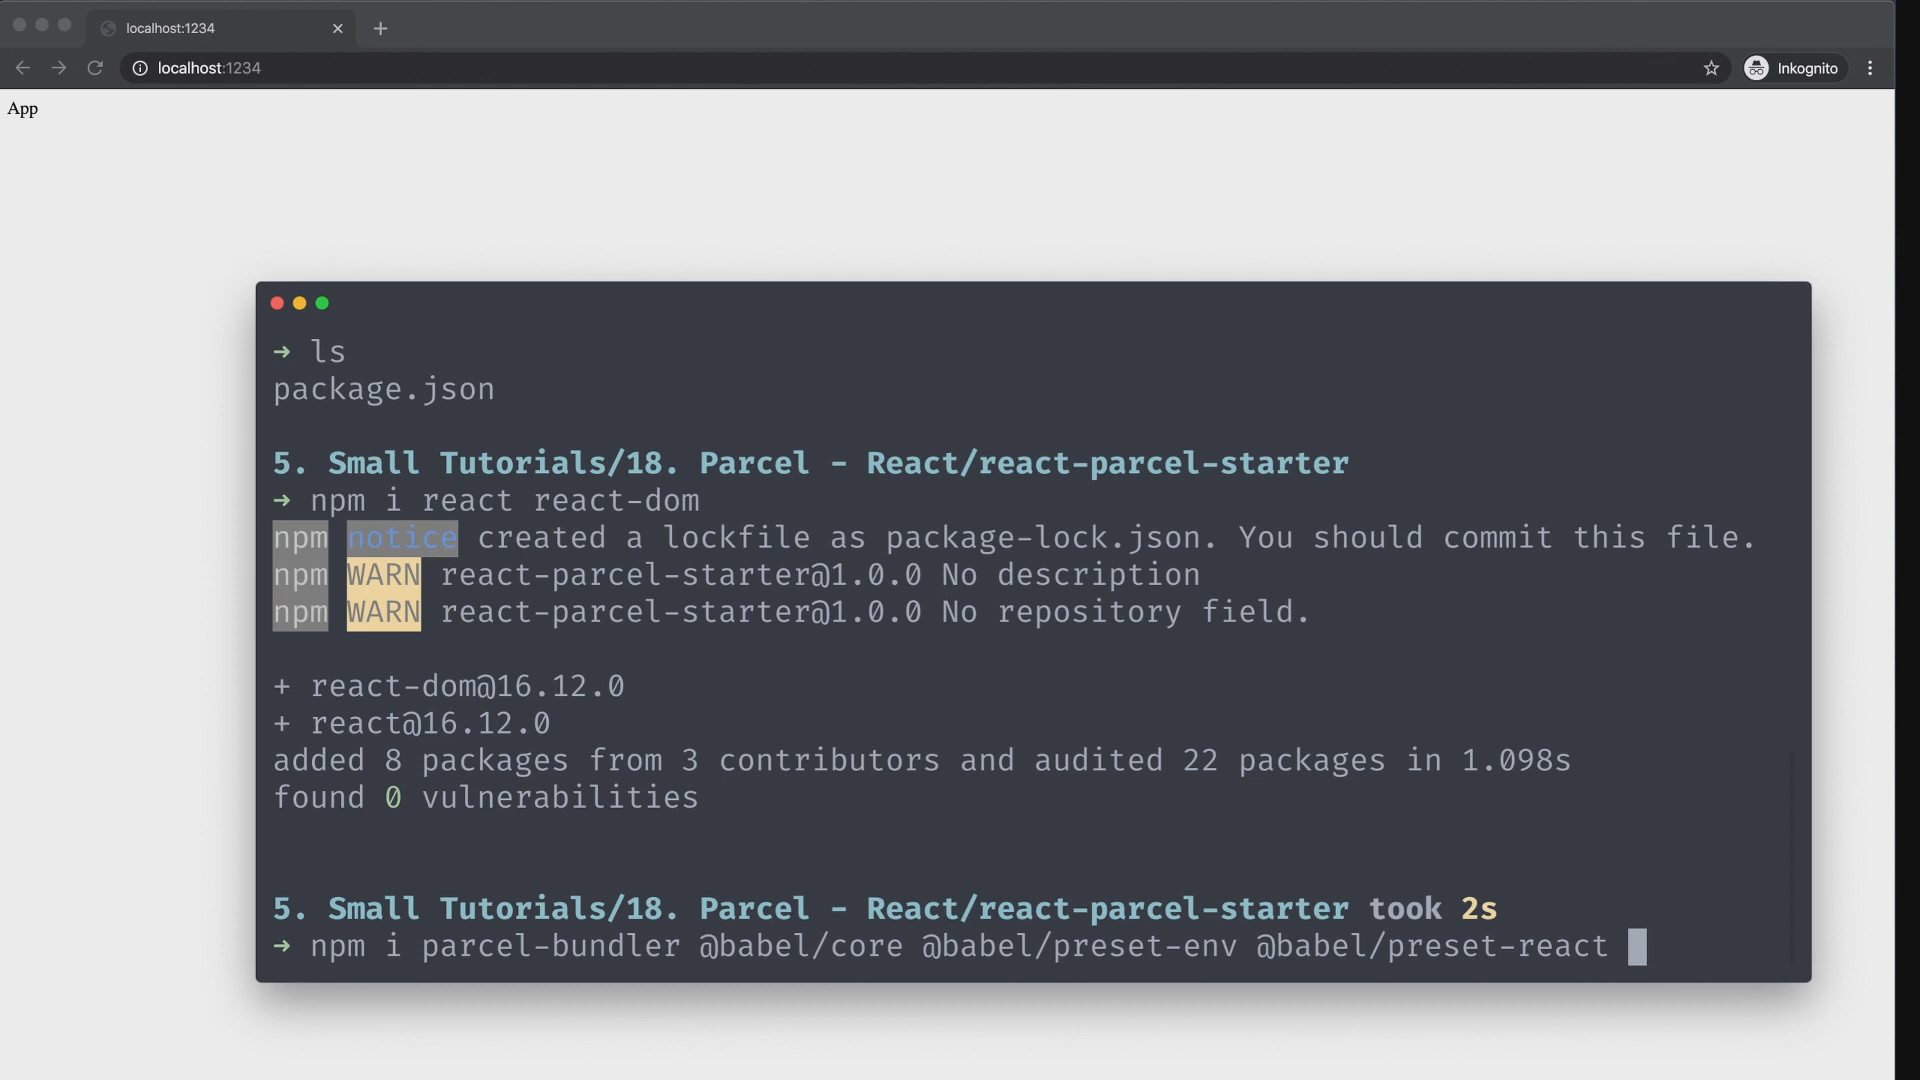 localhost:1234
localhost:1234
Inkognito
App
➜ ls
package.json
5. Small Tutorials/18. Parcel - React/react-parcel-starter
➜ npm i react react-dom
npm notice created a lockfile as package-lock.json. You should commit this file.
npm WARN react-parcel-starter@1.0.0 No description
npm WARN react-parcel-starter@1.0.0 No repository field.
+ react-dom@16.12.0
+ react@16.12.0
added 8 packages from 3 contributors and audited 22 packages in 1.098s
found 0 vulnerabilities
5. Small Tutorials/18. Parcel - React/react-parcel-starter took 2s
➜ npm i parcel-bundler @babel/core @babel/preset-env @babel/preset-react